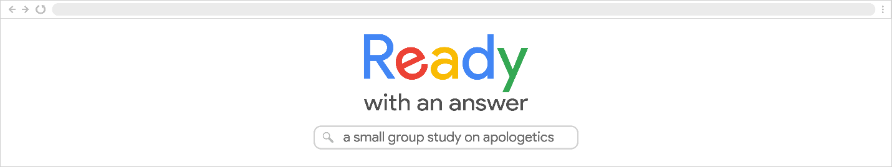 Ready
with an answer
a small group study on apologetics